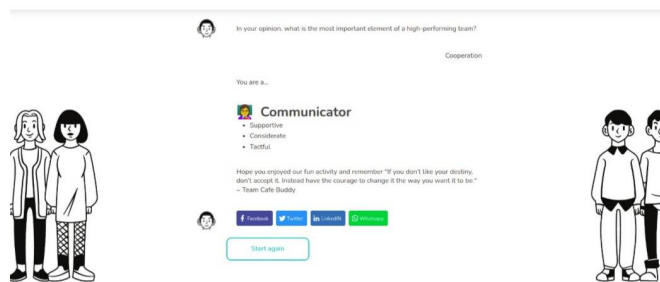 In your opinion, what is the most important element of a high-performing team?
Cooperation
You are a...
Communicator
• Supportive
• Considerate
• Tactful
Hope you enjoyed our fun activity and remember "If you don't like your destiny,
don't accept it. Instead have the courage to change it the way you want it to be."
– Team Cafe Buddy
Facebook Twitter LinkedIN Whatsapp
Start again